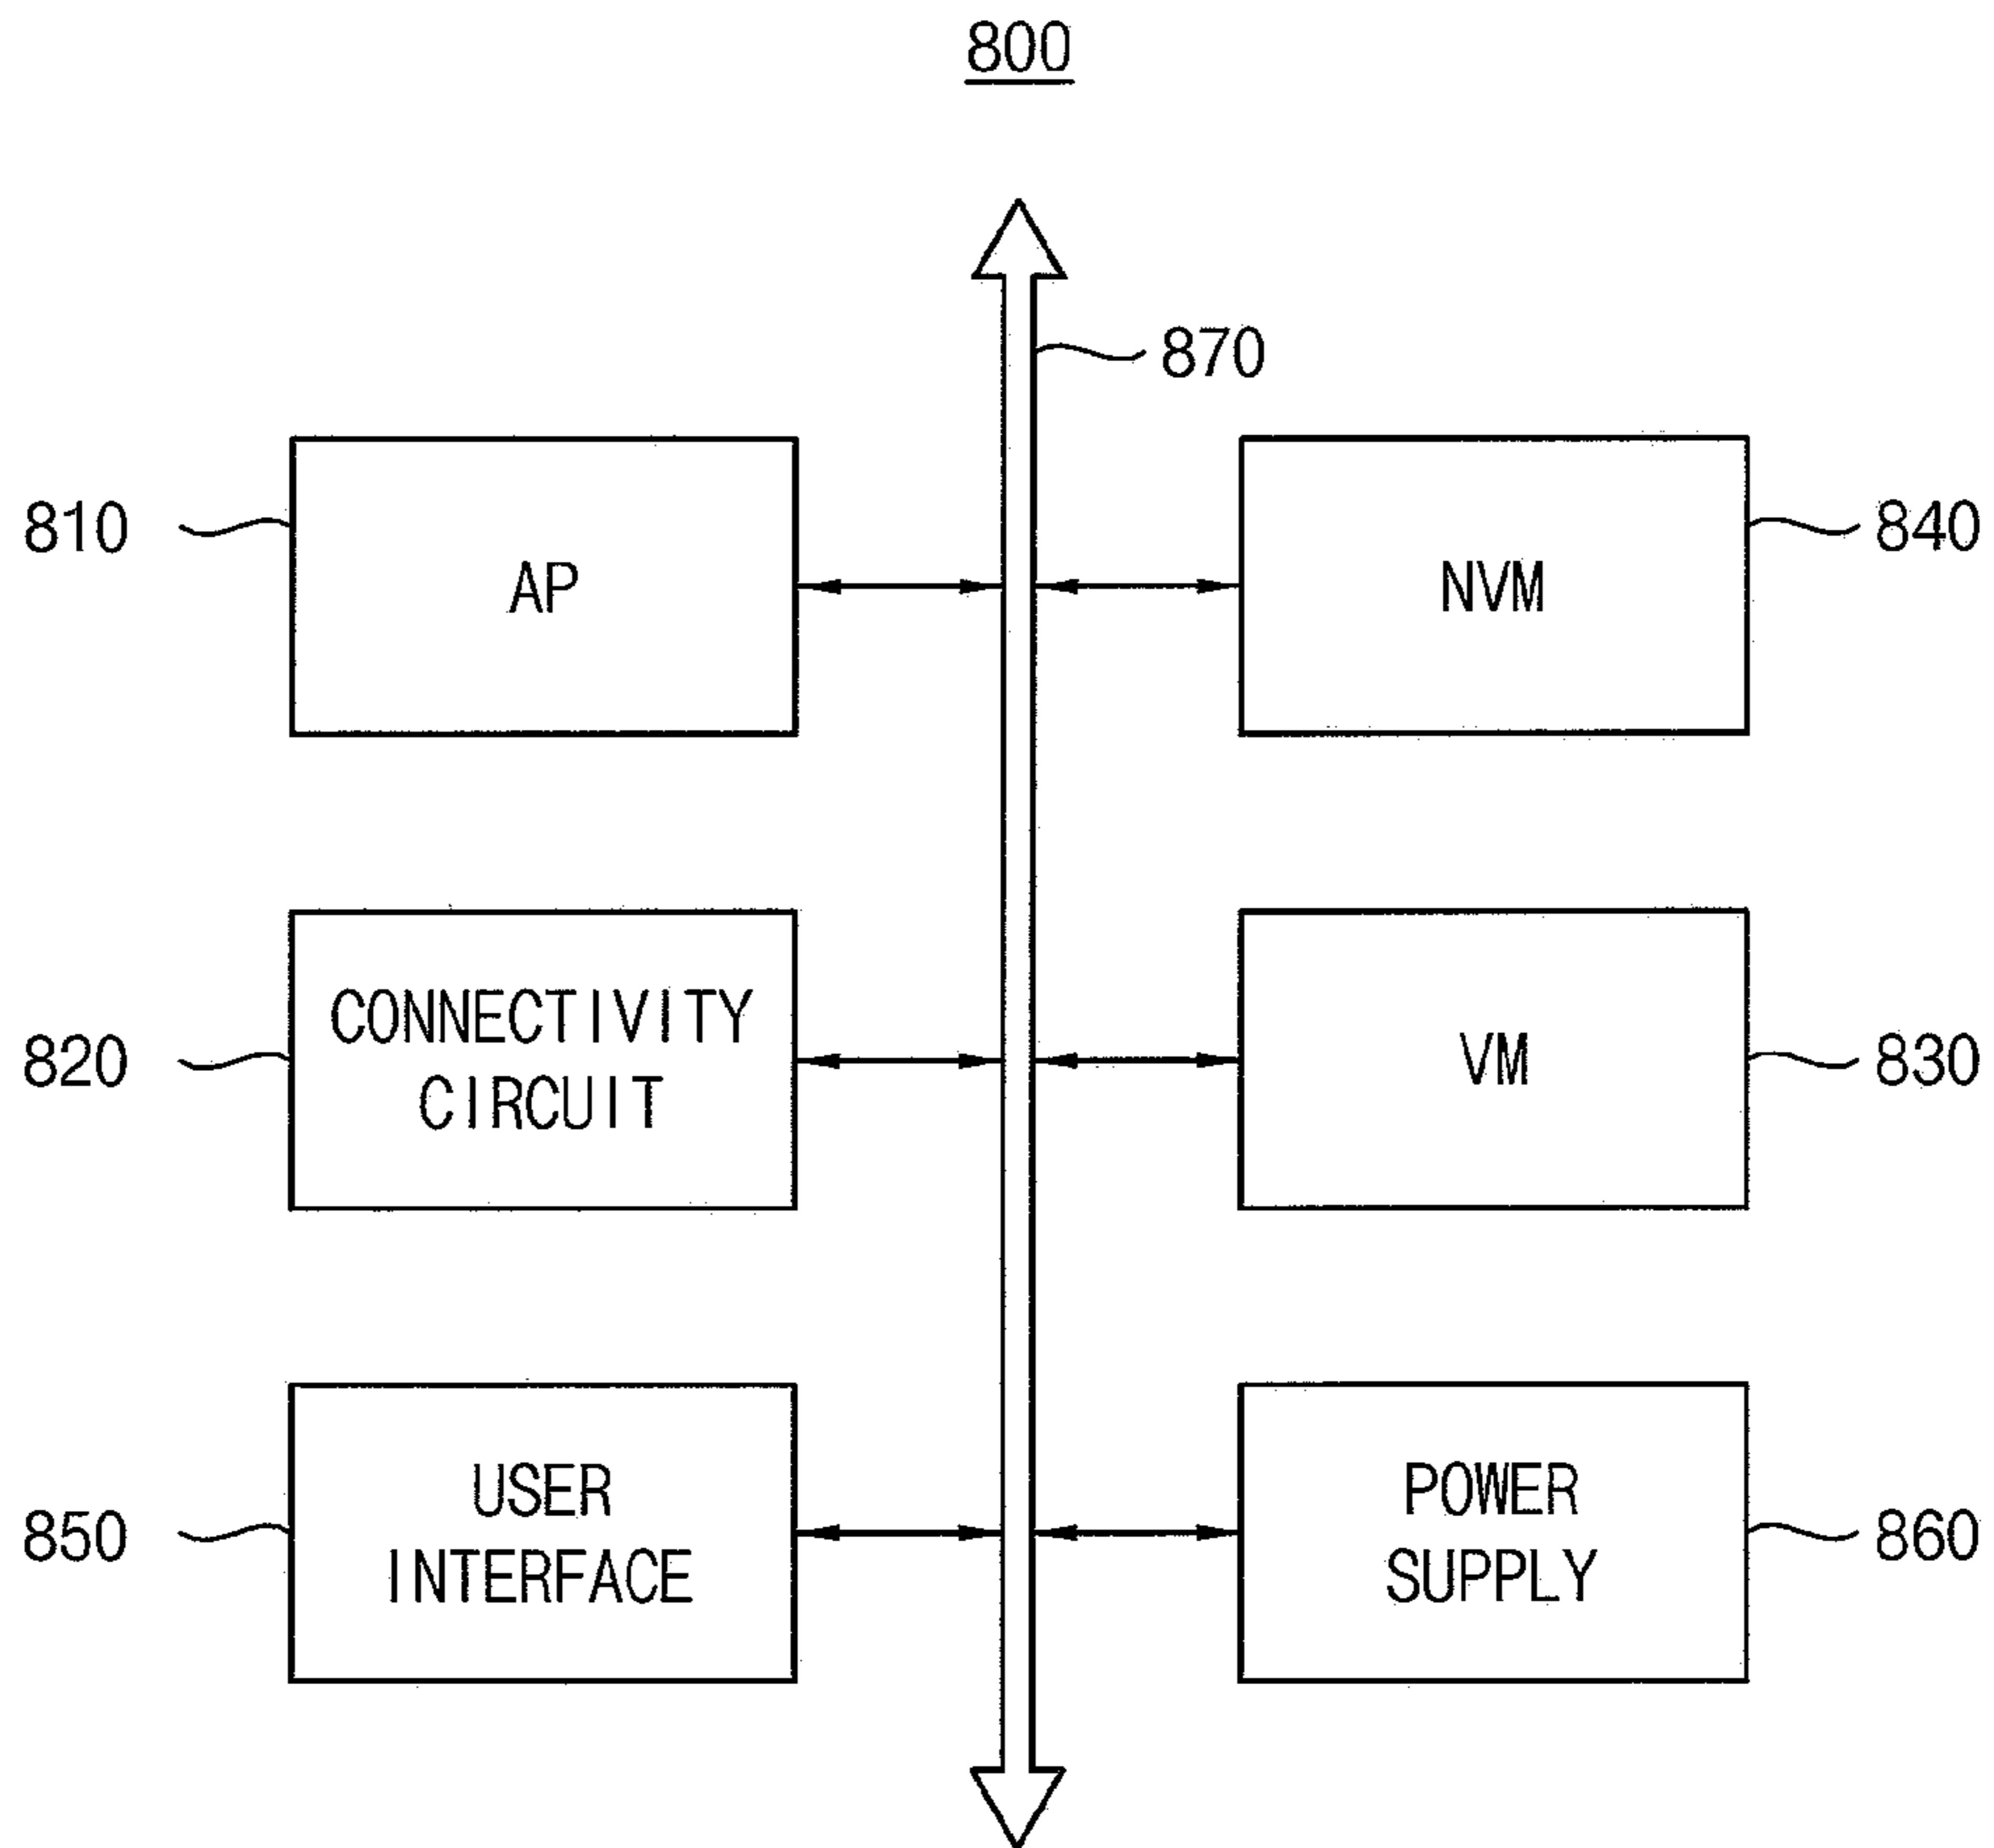 800
870
810
AP
NVM
840
820
CONNECTIVITY
CIRCUIT
VM
830
850
USER
INTERFACE
POWER
SUPPLY
860